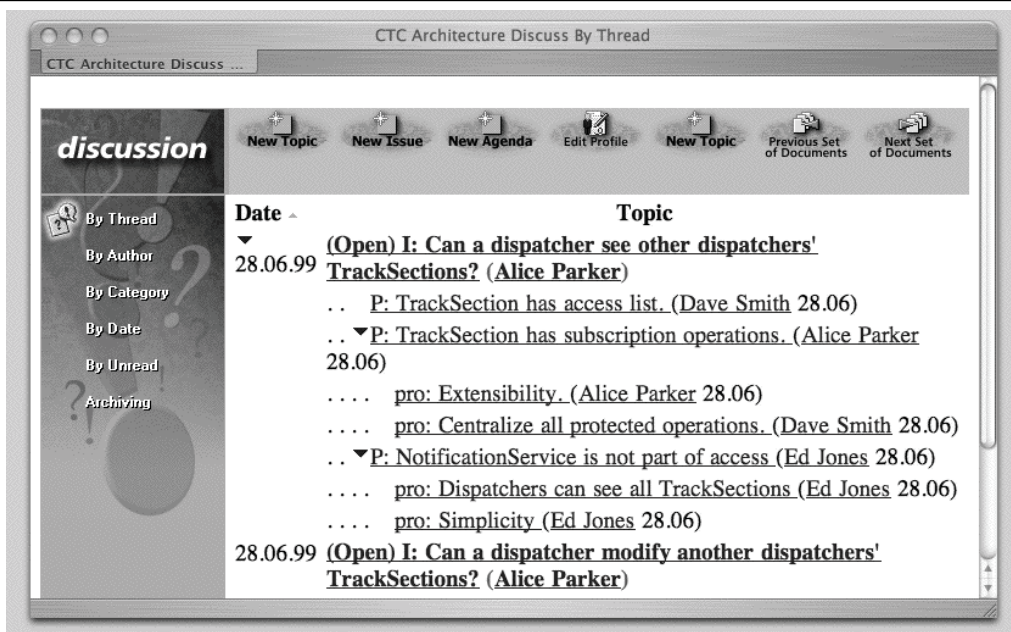 CTC Architecture Discuss By Thread
CTC Architecture Discuss ...
discussion
New Topic
New Issue
New Agenda
Edit Profile
New Topic
Previous Set
of Documents
Next Set
of Documents
By Thread
By Author
By Category
By Date
By Unread
Archiving
Date Topic
(Open) I: Can a dispatcher see other dispatchers'
28.06.99 TrackSections? (Alice Parker)
. . P: TrackSection has access list. (Dave Smith 28.06)
. . P: TrackSection has subscription operations. (Alice Parker
28.06)
. . . . pro: Extensibility. (Alice Parker 28.06)
. . . . pro: Centralize all protected operations. (Dave Smith 28.06)
. . P: NotificationService is not part of access (Ed Jones 28.06)
. . . . pro: Dispatchers can see all TrackSections (Ed Jones 28.06)
. . . . pro: Simplicity (Ed Jones 28.06)
28.06.99 (Open) I: Can a dispatcher modify another dispatchers'
TrackSections? (Alice Parker)